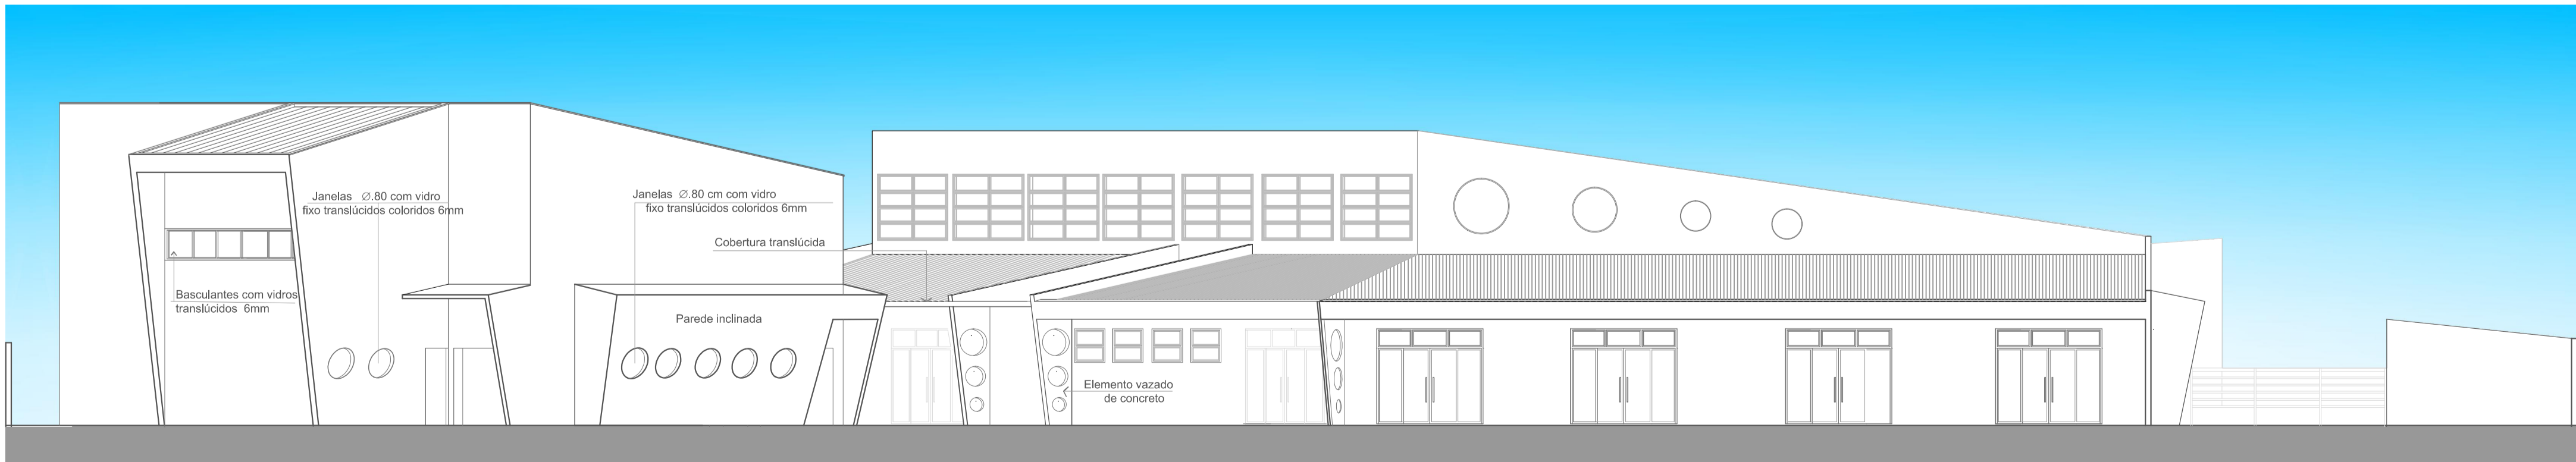 Janelas Ø.80 com vidro
fixo translúcidos coloridos 6mm
Basculantes com vidros
translúcidos 6mm
Janelas Ø.80 cm com vidro
fixo translúcidos coloridos 6mm
Cobertura translúcida
Parede inclinada
Elemento vazado
de concreto